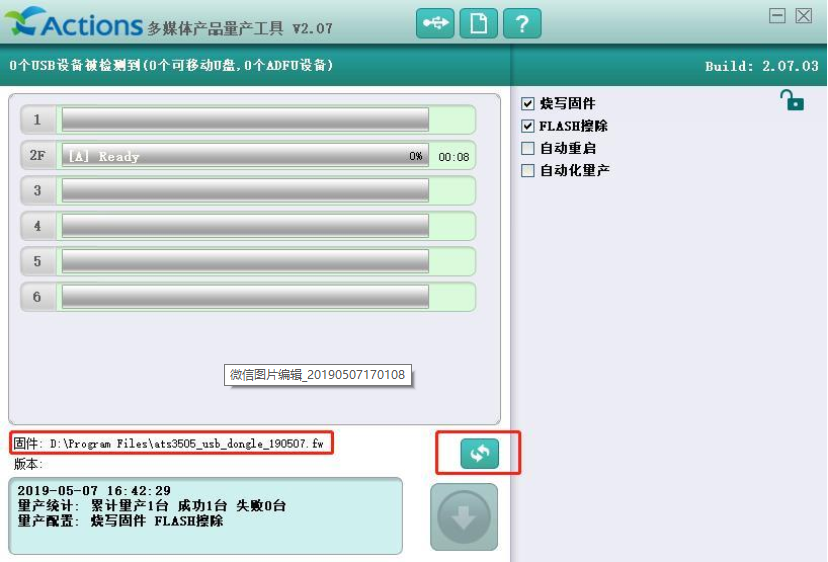 Actions 多媒体产品量产工具 V2.07
?
0个USB设备被检测到(0个可移动U盘,0个ADFU设备)
Build: 2.07.03
1
2F [A] Ready 0% 00:08
3
4
5
6
烧写固件
FLASH擦除
自动重启
自动化量产
微信图片编辑_20190507170108
固件: D:\Program Files\ats3505_usb_dongle_190507.fw
版本:
2019-05-07 16:42:29
量产统计: 累计量产1台 成功1台 失败0台
量产配置: 烧写固件 FLASH擦除